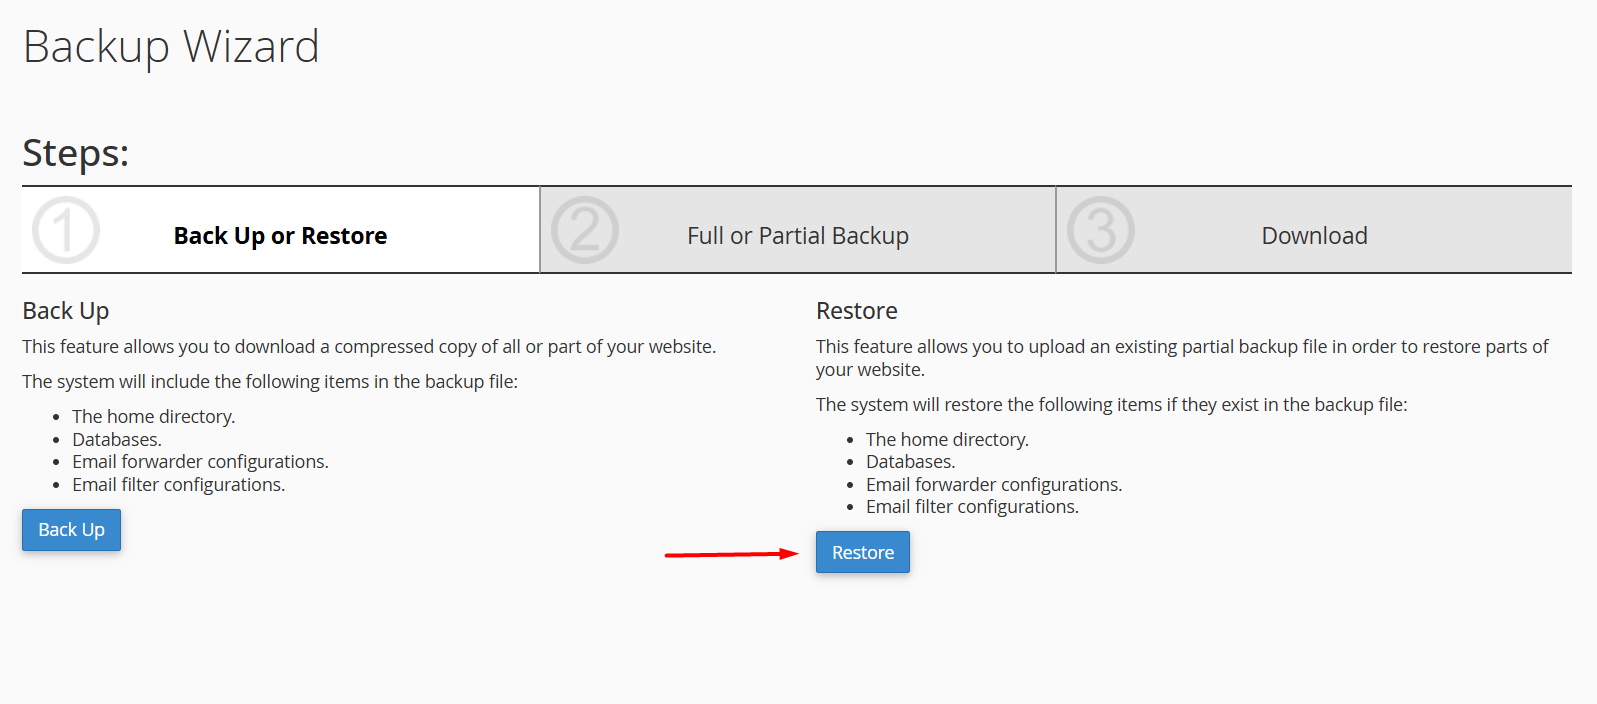 Backup Wizard
Steps:
1 Back Up or Restore
2 Full or Partial Backup
3 Download
Back Up
This feature allows you to download a compressed copy of all or part of your website.
The system will include the following items in the backup file:
• The home directory.
• Databases.
• Email forwarder configurations.
• Email filter configurations.
Back Up
Restore
This feature allows you to upload an existing partial backup file in order to restore parts of
your website.
The system will restore the following items if they exist in the backup file:
• The home directory.
• Databases.
• Email forwarder configurations.
• Email filter configurations.
Restore